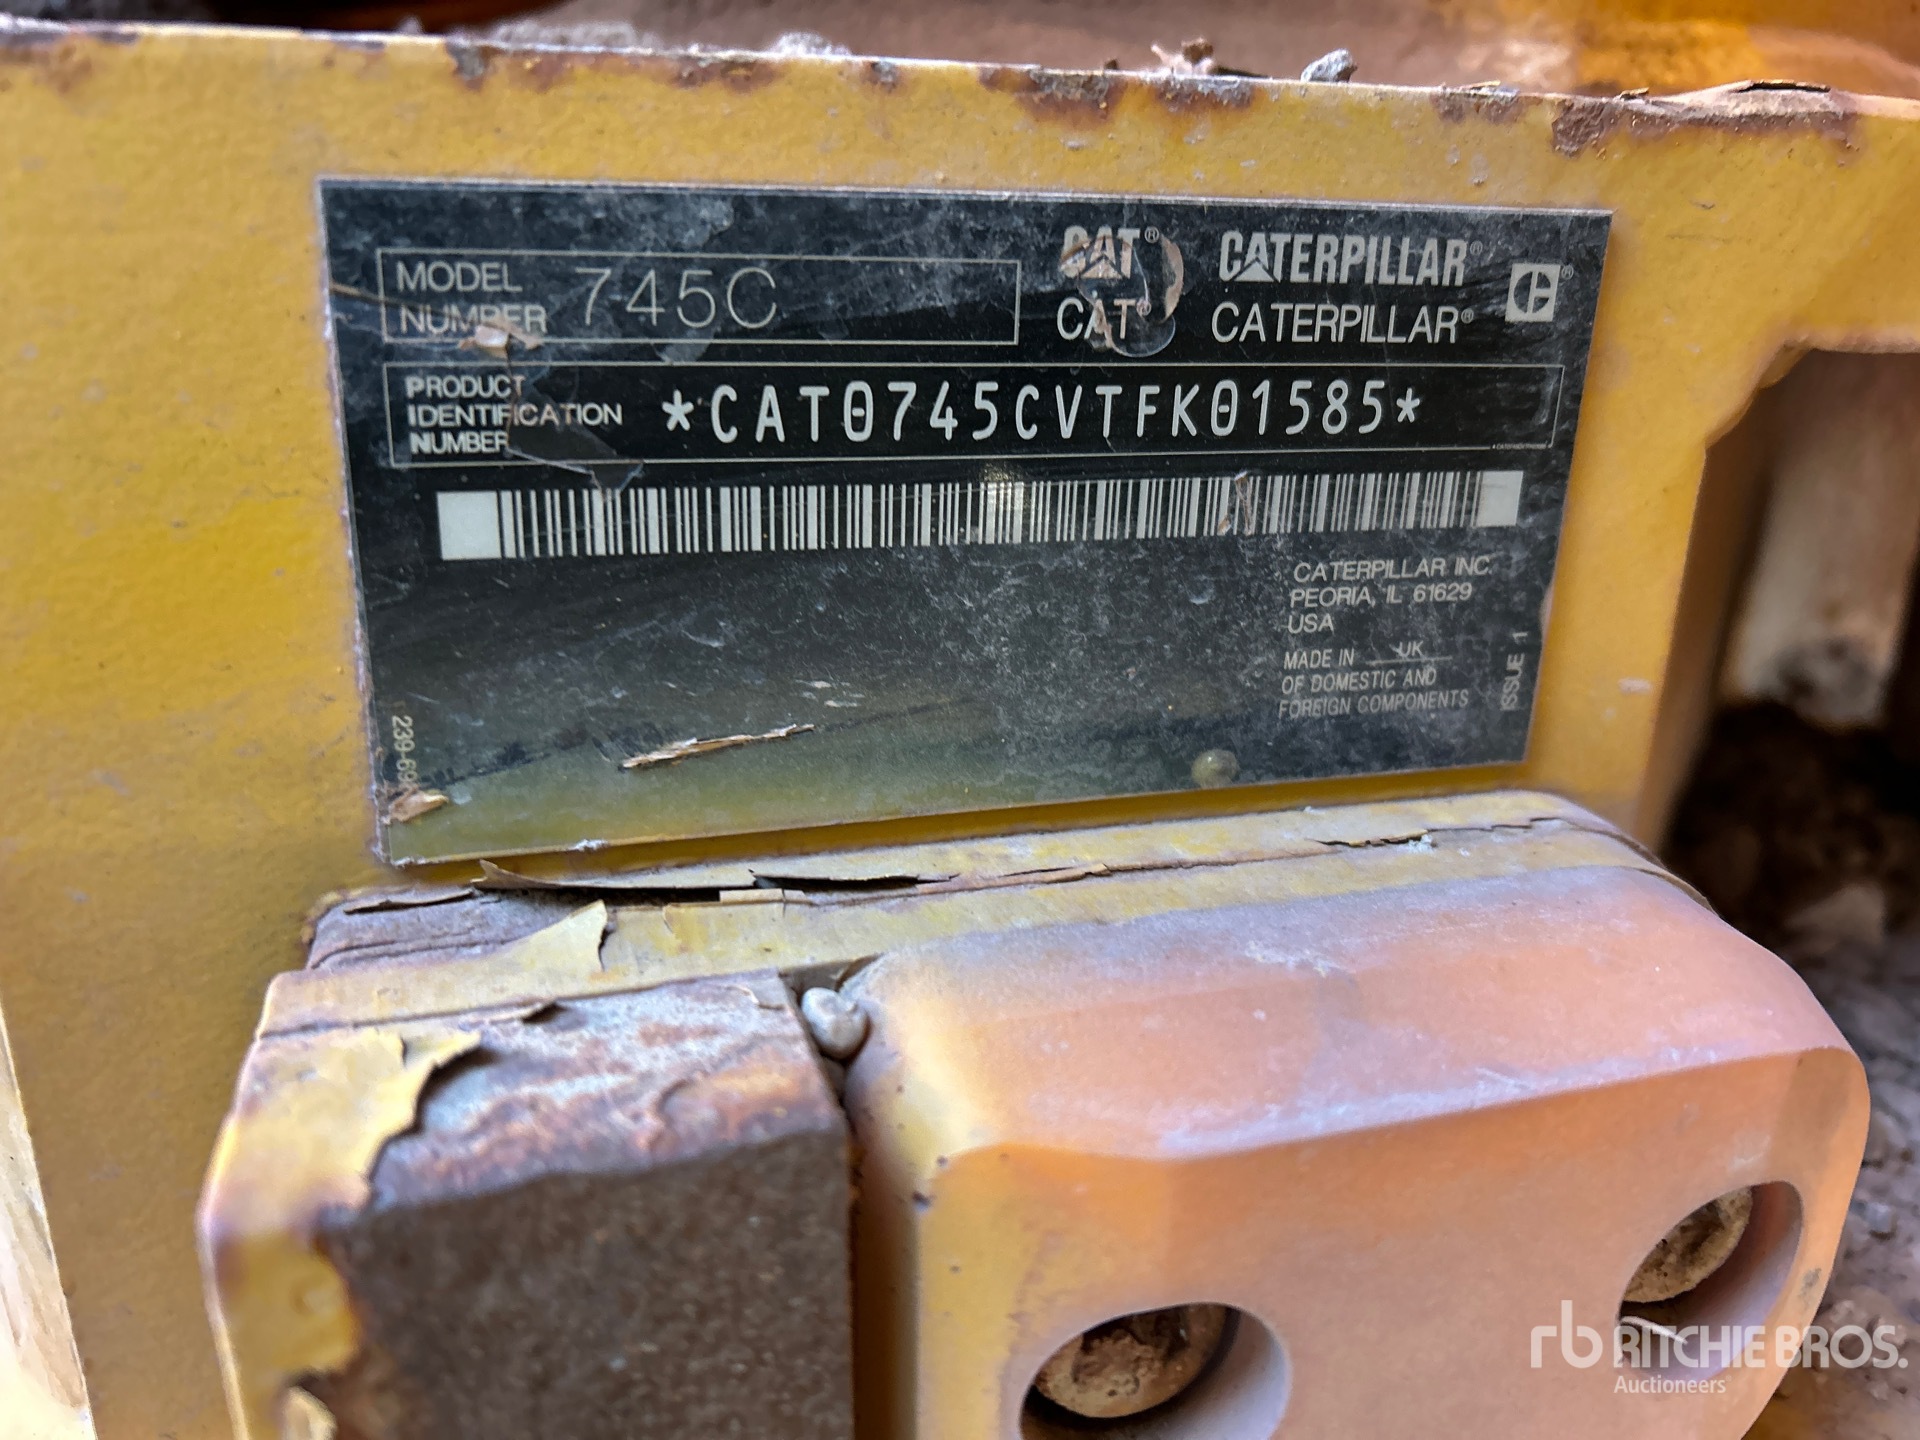 MODEL
NUMBER 745C
CAT® CATERPILLAR®
CAT® CATERPILLAR®
PRODUCT
IDENTIFICATION
NUMBER
*CAT0745CVTFK01585*
CATERPILLAR INC.
PEORIA, IL 61629
USA
MADE IN UK
OF DOMESTIC AND
FOREIGN COMPONENTS
ISSUE 1
rb RITCHIE BROS.
Auctioneers